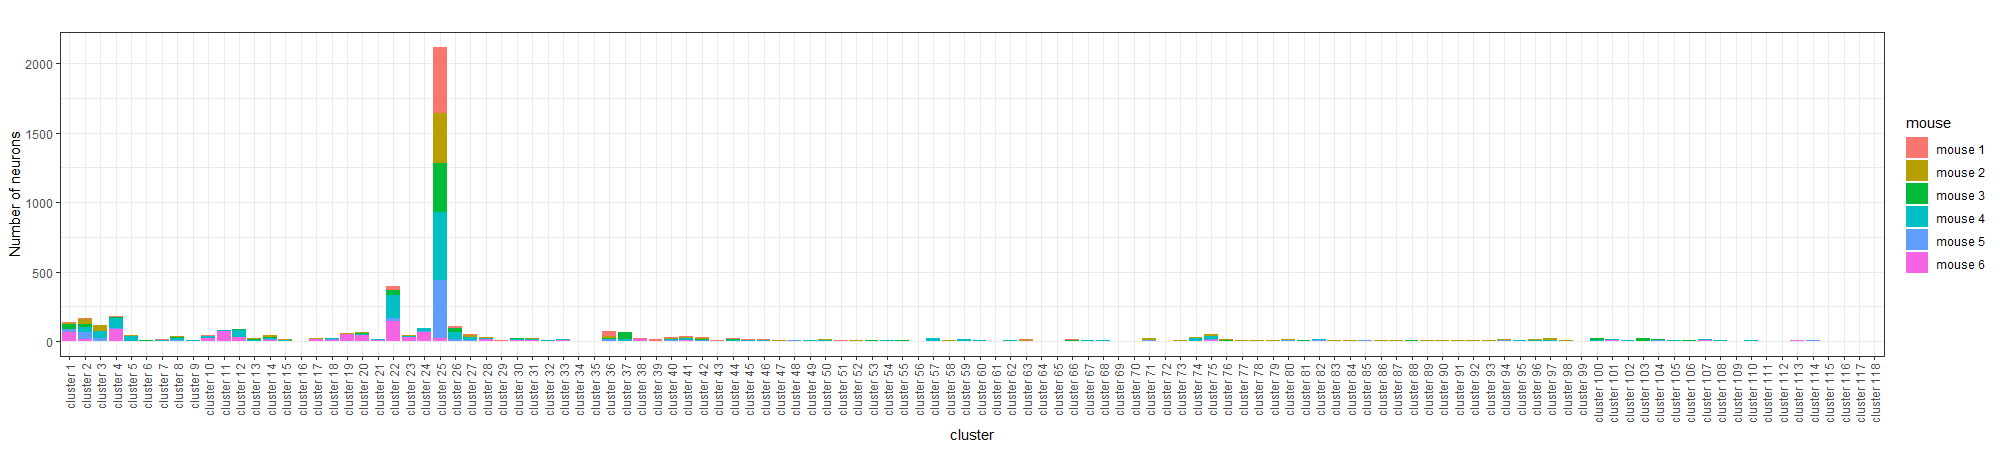 2000
1500
1000
500
0
Number of neurons
cluster 1
cluster 2
cluster 3
cluster 4
cluster 5
cluster 6
cluster 7
cluster 8
cluster 9
cluster 10
cluster 11
cluster 12
cluster 13
cluster 14
cluster 15
cluster 16
cluster 17
cluster 18
cluster 19
cluster 20
cluster 21
cluster 22
cluster 23
cluster 24
cluster 25
cluster 26
cluster 27
cluster 28
cluster 29
cluster 30
cluster 31
cluster 32
cluster 33
cluster 34
cluster 35
cluster 36
cluster 37
cluster 38
cluster 39
cluster 40
cluster 41
cluster 42
cluster 43
cluster 44
cluster 45
cluster 46
cluster 47
cluster 48
cluster 49
cluster 50
cluster 51
cluster 52
cluster 53
cluster 54
cluster 55
cluster 56
cluster 57
cluster 58
cluster 59
cluster 60
cluster 61
cluster 62
cluster 63
cluster 64
cluster 65
cluster 66
cluster 67
cluster 68
cluster 69
cluster 70
cluster 71
cluster 72
cluster 73
cluster 74
cluster 75
cluster 76
cluster 77
cluster 78
cluster 79
cluster 80
cluster 81
cluster 82
cluster 83
cluster 84
cluster 85
cluster 86
cluster 87
cluster 88
cluster 89
cluster 90
cluster 91
cluster 92
cluster 93
cluster 94
cluster 95
cluster 96
cluster 97
cluster 98
cluster 99
cluster 100
cluster 101
cluster 102
cluster 103
cluster 104
cluster 105
cluster 106
cluster 107
cluster 108
cluster 109
cluster 110
cluster 111
cluster 112
cluster 113
cluster 114
cluster 115
cluster 116
cluster 117
cluster 118
cluster
mouse
mouse 1
mouse 2
mouse 3
mouse 4
mouse 5
mouse 6